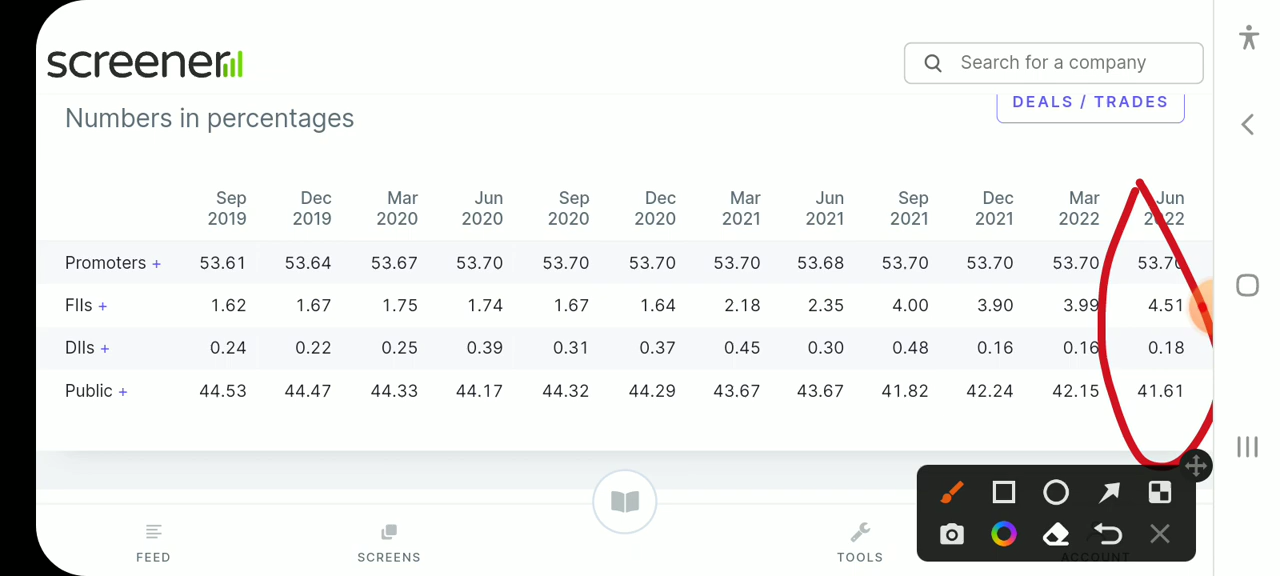 screener
Search for a company
DEALS / TRADES
Numbers in percentages
Sep 2019 Dec 2019 Mar 2020 Jun 2020 Sep 2020 Dec 2020 Mar 2021 Jun 2021 Sep 2021 Dec 2021 Mar 2022 Jun 2022
Promoters + 53.61 53.64 53.67 53.70 53.70 53.70 53.70 53.68 53.70 53.70 53.70 53.70
FIIs + 1.62 1.67 1.75 1.74 1.67 1.64 2.18 2.35 4.00 3.90 3.99 4.51
DIIs + 0.24 0.22 0.25 0.39 0.31 0.37 0.45 0.30 0.48 0.16 0.16 0.18
Public + 44.53 44.47 44.33 44.17 44.32 44.29 43.67 43.67 41.82 42.24 42.15 41.61
FEED SCREENS TOOLS ACCOUNT